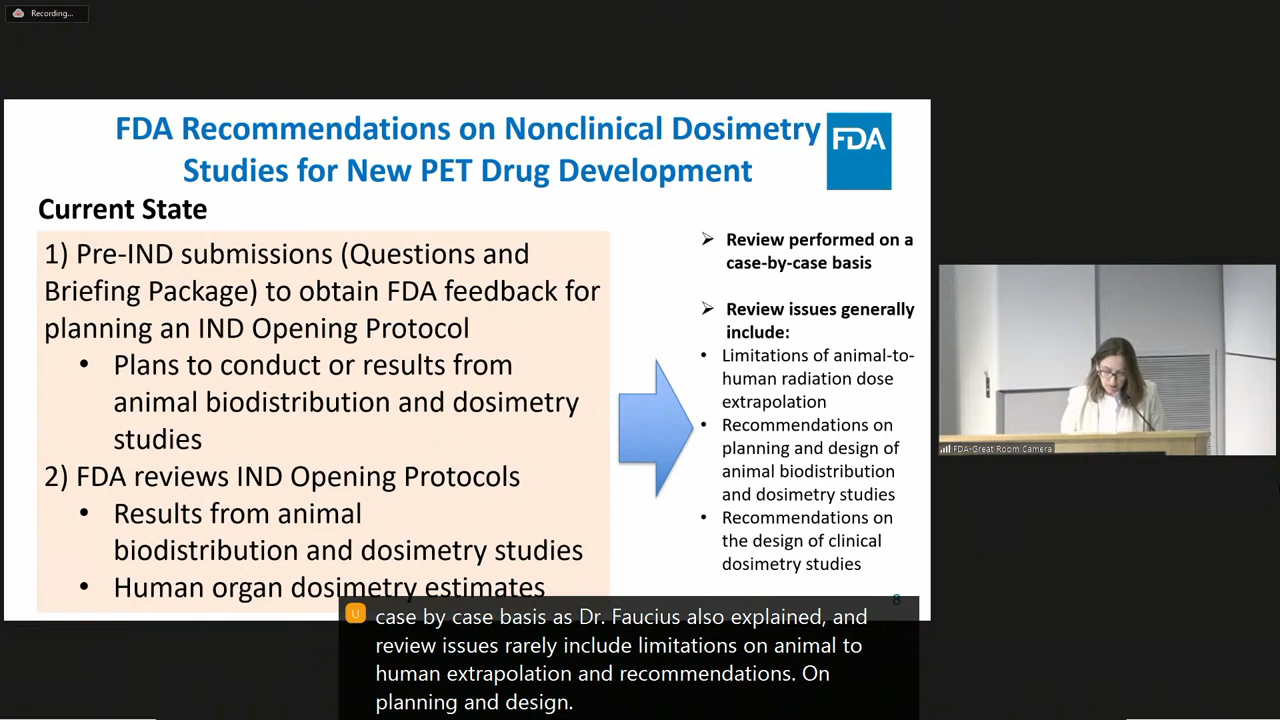 Recording...
FDA Recommendations on Nonclinical Dosimetry
Studies for New PET Drug Development
FDA
Current State
1) Pre-IND submissions (Questions and
Briefing Package) to obtain FDA feedback for
planning an IND Opening Protocol
• Plans to conduct or results from
animal biodistribution and dosimetry
studies
2) FDA reviews IND Opening Protocols
• Results from animal
biodistribution and dosimetry studies
• Human organ dosimetry estimates
➢ Review performed on a
case-by-case basis
➢ Review issues generally
include:
• Limitations of animal-to-
human radiation dose
extrapolation
• Recommendations on
planning and design of
animal biodistribution
and dosimetry studies
• Recommendations on
the design of clinical
dosimetry studies
8
FDA-Great Room Camera
U
case by case basis as Dr. Faucius also explained, and
review issues rarely include limitations on animal to
human extrapolation and recommendations. On
planning and design.